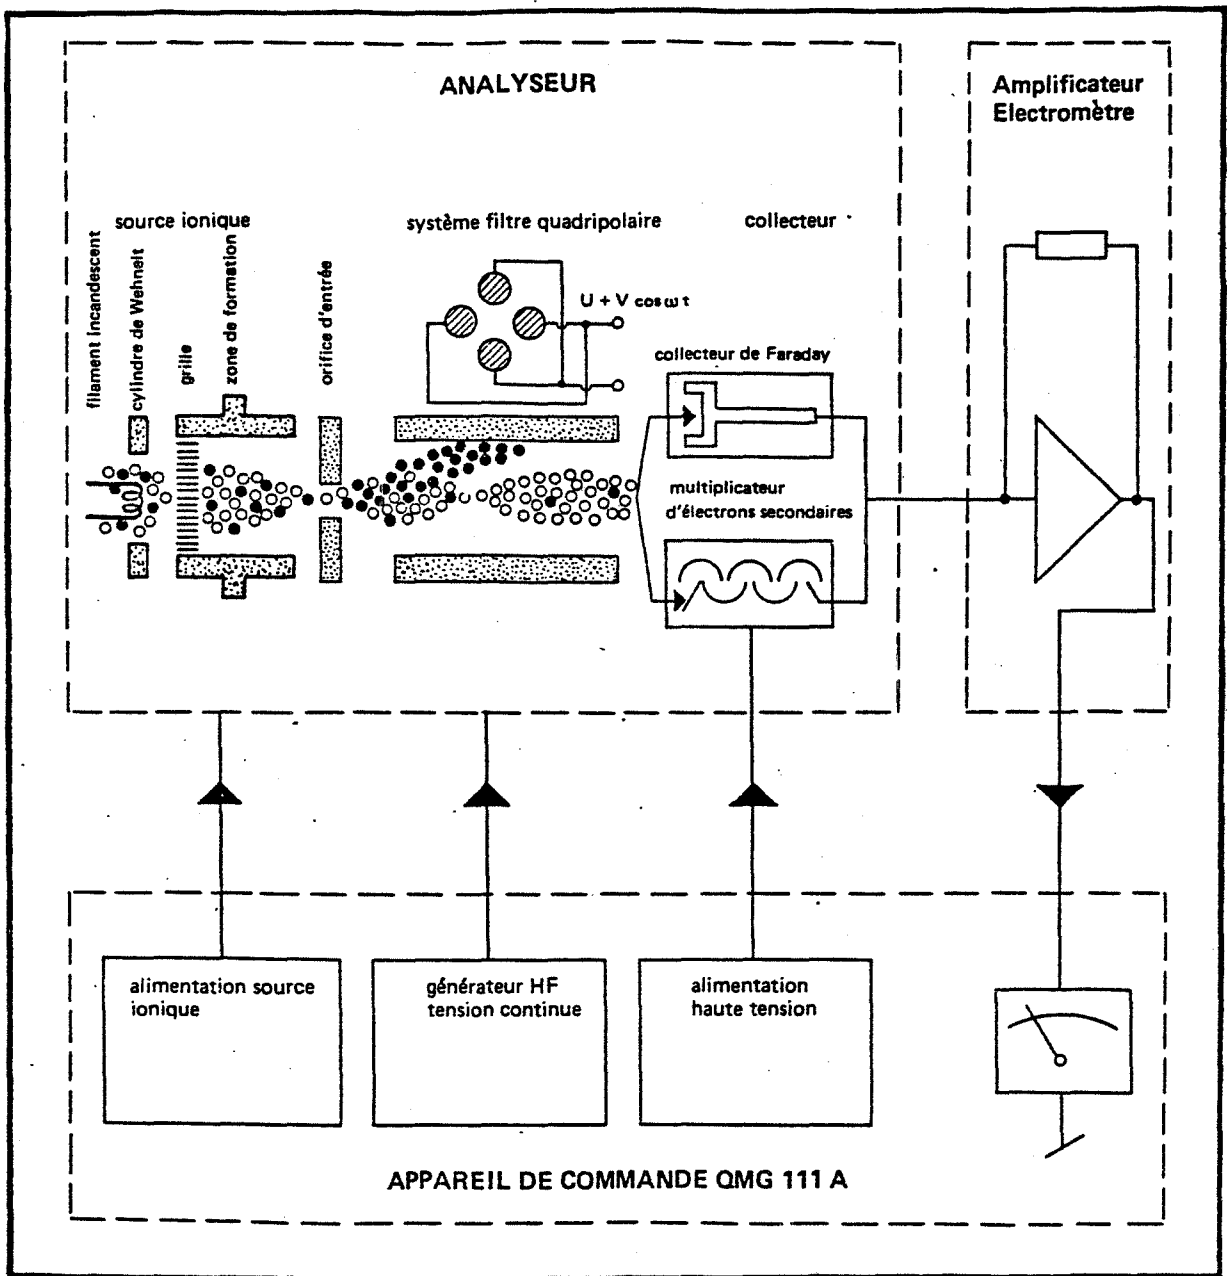 ANALYSEUR
Amplificateur
Electromètre
source ionique
système filtre quadripolaire
collecteur
filament incandescent
cylindre de Wehnelt
grille
zone de formation
orifice d'entrée
U + V cos ω t
collecteur de Faraday
multiplicateur
d'électrons secondaires
alimentation source
ionique
générateur HF
tension continue
alimentation
haute tension
APPAREIL DE COMMANDE QMG 111 A